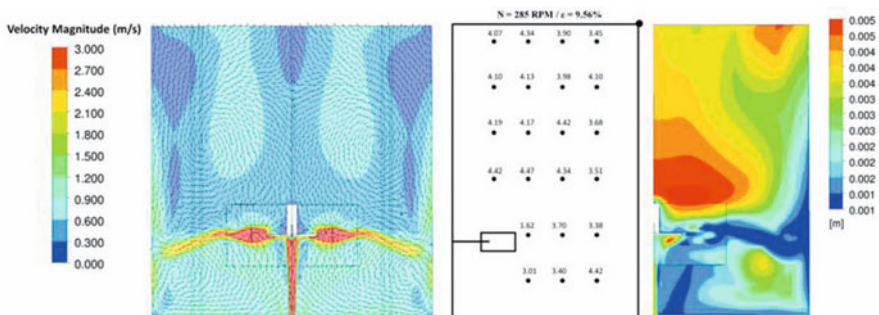 N = 285 RPM / ε = 9.56%
Velocity Magnitude (m/s)
3.000
2.700
2.400
2.100
1.800
1.500
1.200
0.900
0.600
0.300
0.000
4.07 4.34 3.90 3.45
4.10 4.13 3.98 4.10
4.19 4.17 4.42 3.68
4.42 4.47 4.34 3.51
1.62 3.70 3.38
3.01 3.40 4.42
0.005
0.005
0.004
0.004
0.003
0.003
0.002
0.002
0.001
0.001
[m]